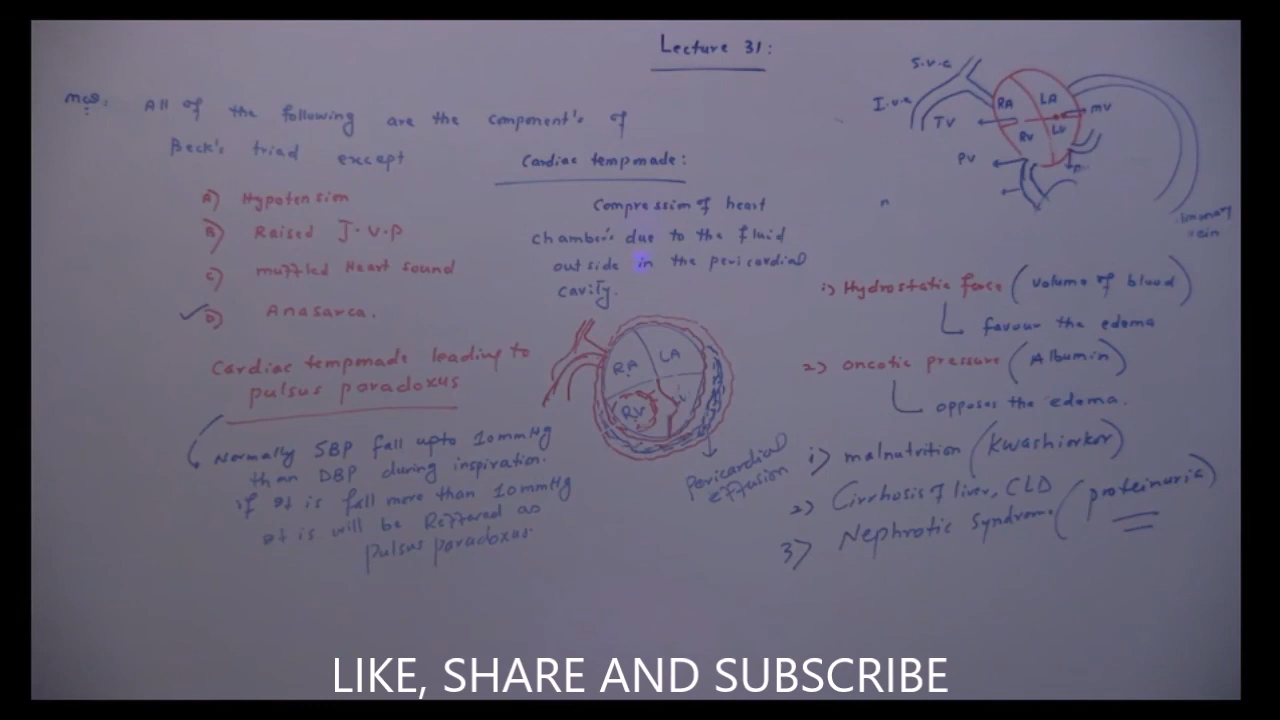 Lecture 31:
MCQ: All of the following are the component's of
Beck's triad except
A) Hypotension
B) Raised J.V.P
C) muffled Heart sound
D) Anasarca.
Cardiac tempmade:
Compression of heart
chamber's due to the fluid
outside in the pericardial
cavity.
Cardiac tempmade leading to
pulsus paradoxus
Normally SBP fall upto 10mmHg
than DBP during inspiration.
if it is fall more than 10mmHg
it is will be Reffered as
pulsus paradoxus.
RA LA
RV
Pericardial
effusion
S.V.C
I.V.C
RA LA
TV RV LV MV
PV
i) Hydrostatic force (volume of blood)
favour the edema
2) oncotic pressure (Albumin)
opposes the edema.
i) malnutrition (Kwashiorkor)
2) Cirrhosis of liver, CLD
3) Nephrotic Syndrome (proteinuria)
LIKE, SHARE AND SUBSCRIBE